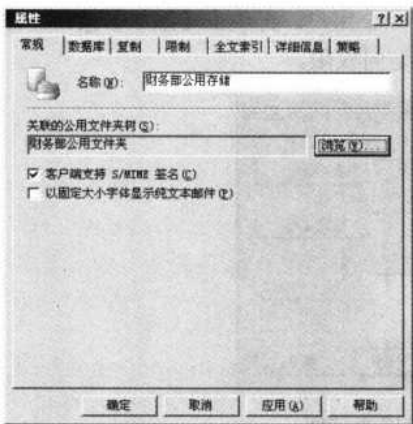 属性
常规 数据库 复制 限制 全文索引 详细信息 策略
名称(M): 财务部公用存储
关联的公用文件夹树(S):
财务部公用文件夹
浏览(Y)...
客户端支持 S/MIME 签名(C)
以固定大小字体显示纯文本邮件(P)
确定 取消 应用(A) 帮助